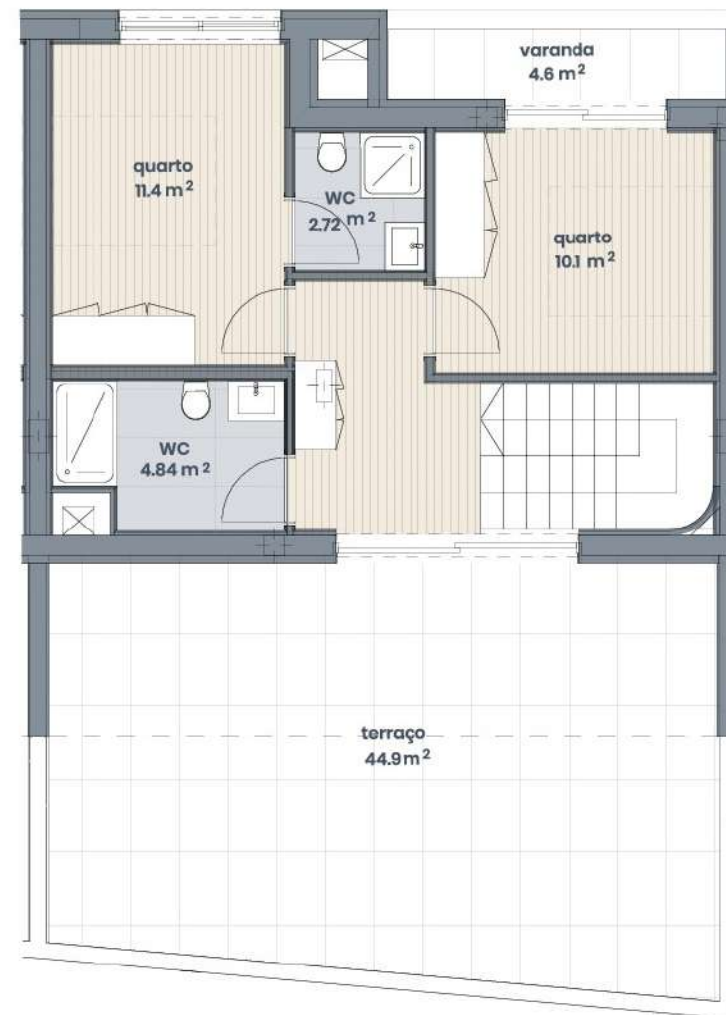 varanda
4.6 m²
quarto
11.4 m²
WC
2.72 m²
quarto
10.1 m²
WC
4.84 m²
terraço
44.9m²